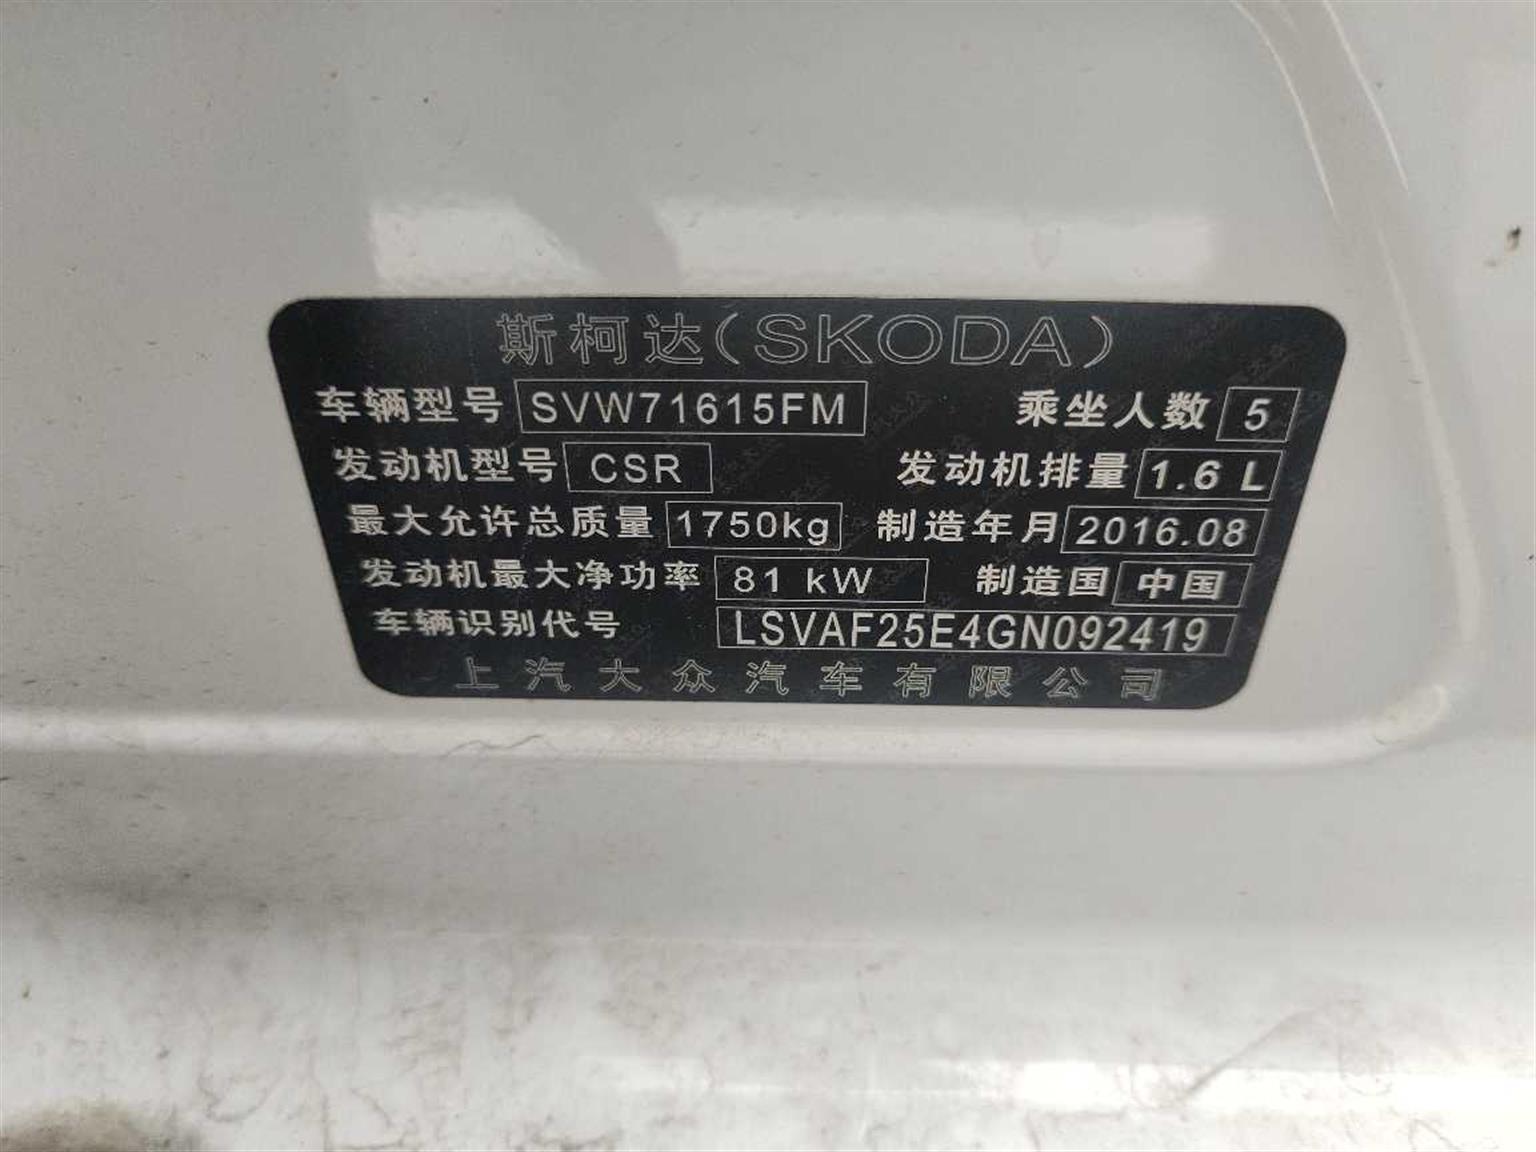 斯柯达(SKODA)
车辆型号 SVW71615FM 乘坐人数 5
发动机型号 CSR 发动机排量 1.6 L
最大允许总质量 1750kg 制造年月 2016.08
发动机最大净功率 81 kW 制造国 中国
车辆识别代号 LSVAF25E4GN092419
上汽大众汽车有限公司